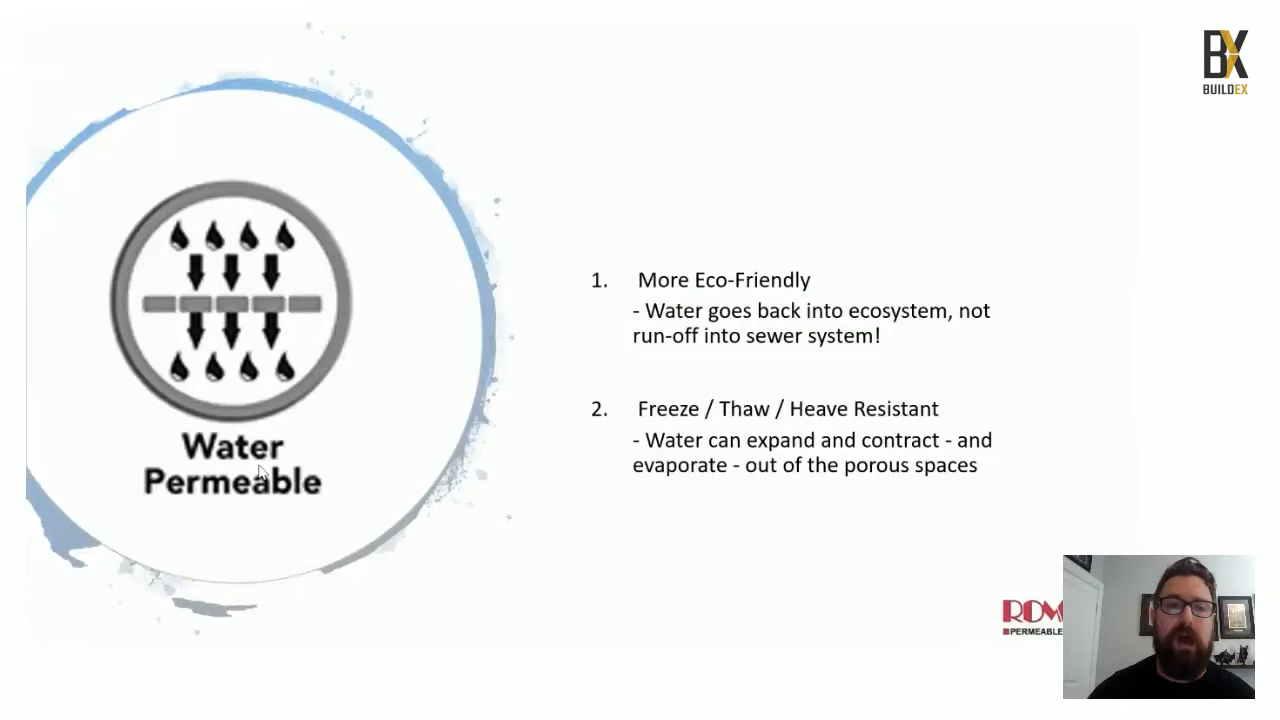 BX
BUILDEX
1. More Eco-Friendly
- Water goes back into ecosystem, not
run-off into sewer system!
2. Freeze / Thaw / Heave Resistant
- Water can expand and contract - and
evaporate - out of the porous spaces
Water
Permeable
PERMEABLE